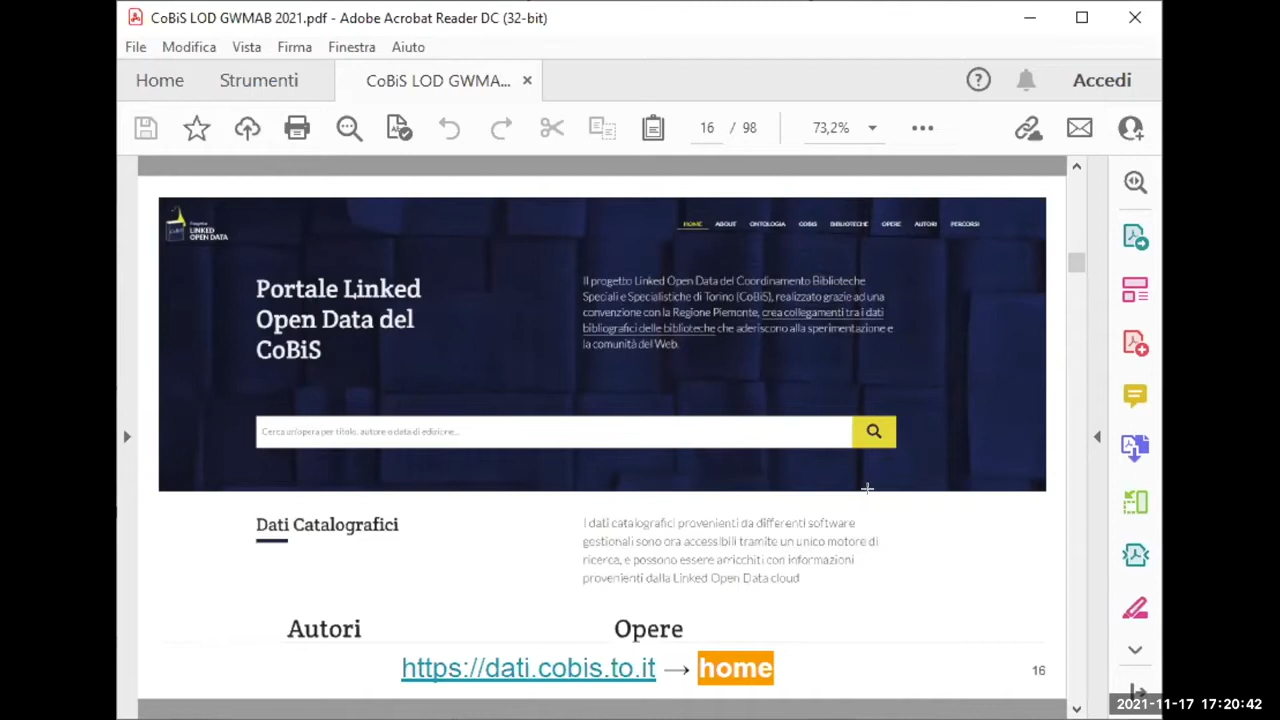 CoBiS LOD GWMAB 2021.pdf - Adobe Acrobat Reader DC (32-bit)
File Modifica Vista Firma Finestra Aiuto
Home Strumenti CoBiS LOD GWMA... Accedi
16 / 98 73,2%
Progetto
LINKED
OPEN DATA
CoBiS
HOME ABOUT ONTOLOGIA COBIS BIBLIOTECHE OPERE AUTORI PERCORSI
Portale Linked
Open Data del
CoBiS
Il progetto Linked Open Data del Coordinamento Biblioteche
Speciali e Specialistiche di Torino (CoBiS), realizzato grazie ad una
convenzione con la Regione Piemonte, crea collegamenti tra i dati
bibliografici delle biblioteche che aderiscono alla sperimentazione e
la comunità del Web.
Cerca un'opera per titolo, autore o data di edizione...
Dati Catalografici
I dati catalografici provenienti da differenti software
gestionali sono ora accessibili tramite un unico motore di
ricerca, e possono essere arricchiti con informazioni
provenienti dalla Linked Open Data cloud
Autori Opere
https://dati.cobis.to.it → home
16
2021-11-17 17:20:42